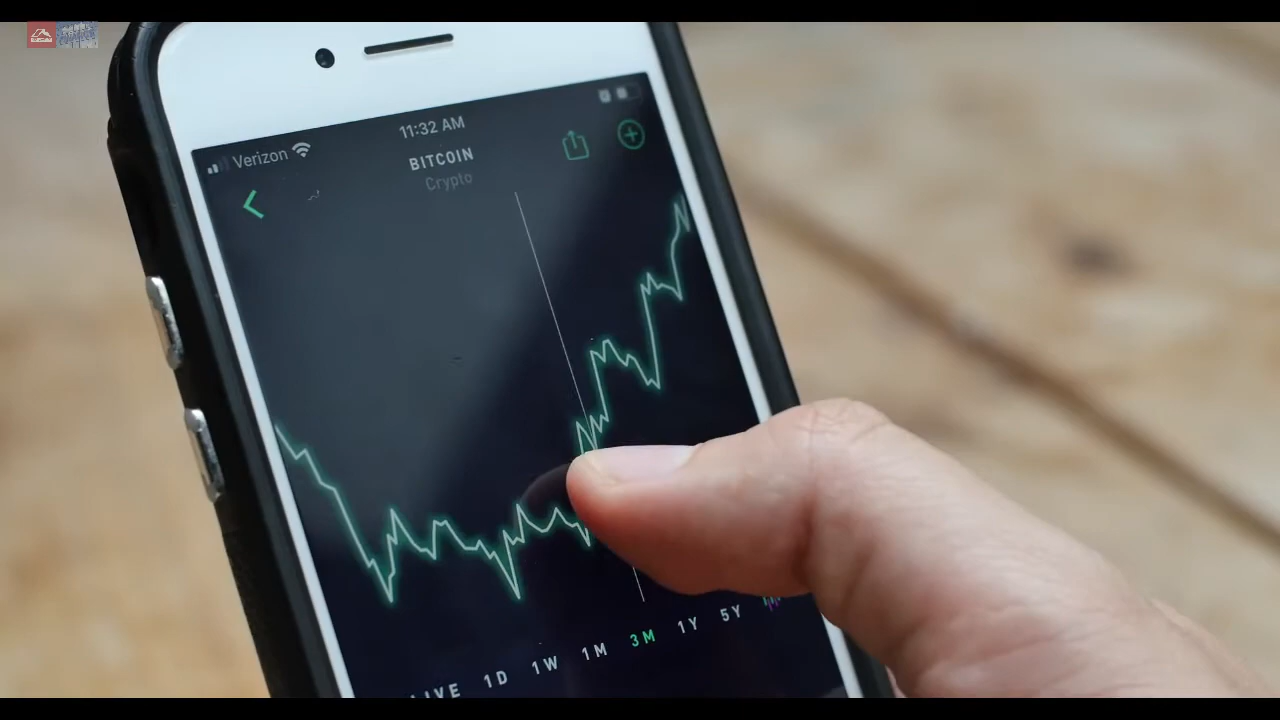 Verizon
11:32 AM
BITCOIN
Crypto
LIVE 1D 1W 1M 3M 1Y 5Y